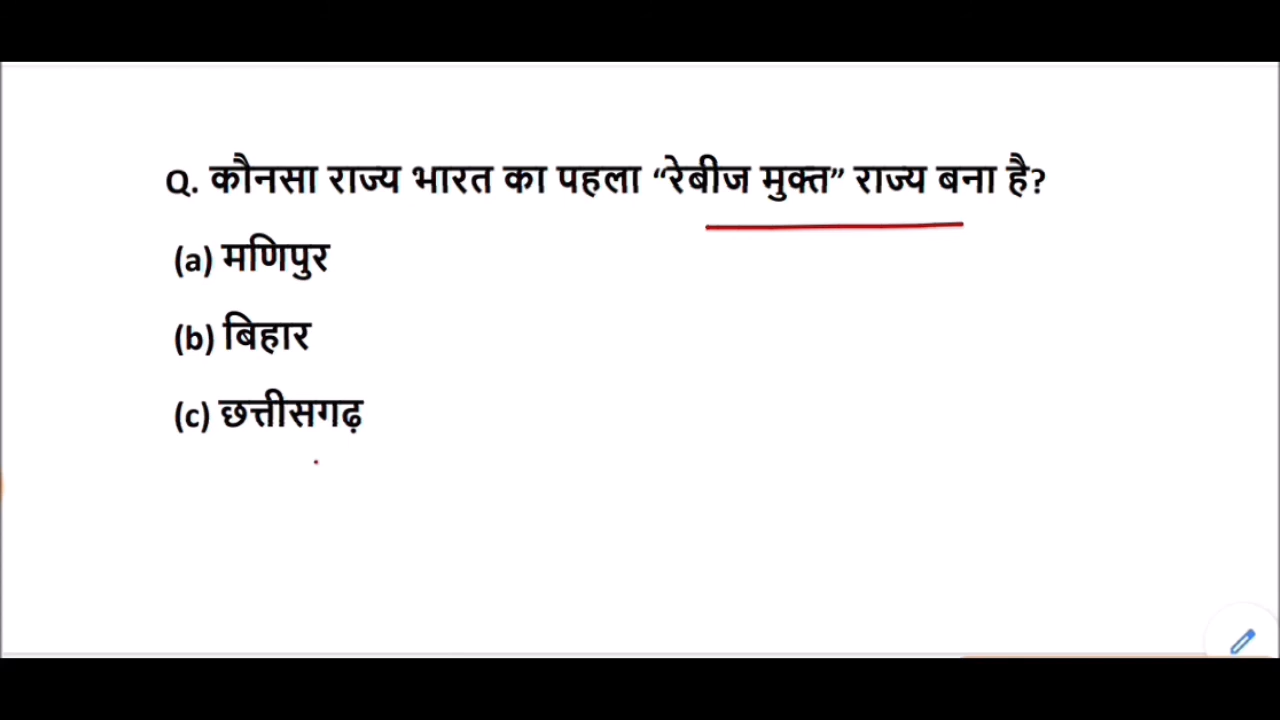 Q. कौनसा राज्य भारत का पहला “रेबीज मुक्त” राज्य बना है?
(a) मणिपुर
(b) बिहार
(c) छत्तीसगढ़